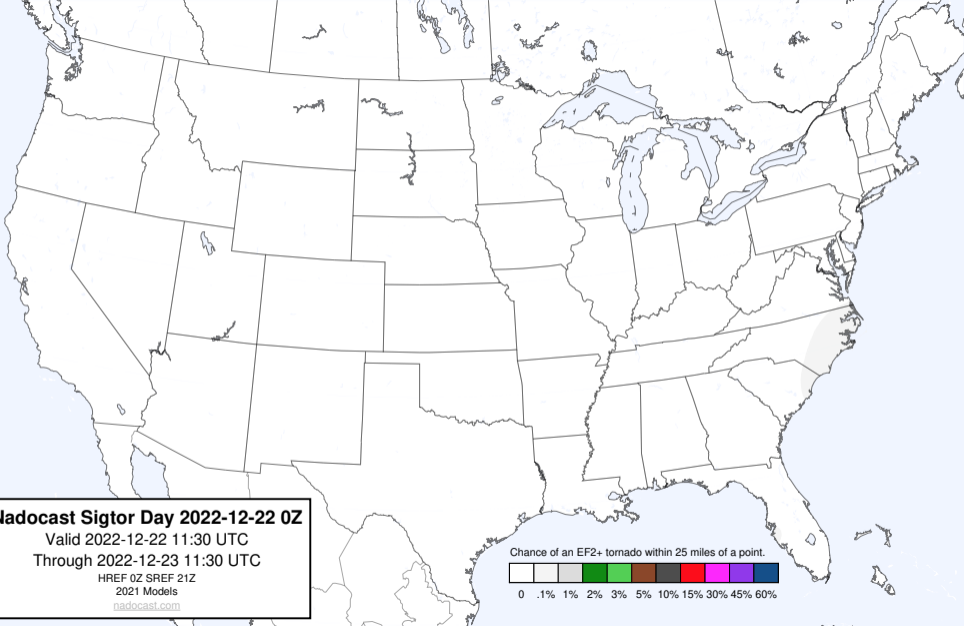 Nadocast Sigtor Day 2022-12-22 0Z
Valid 2022-12-22 11:30 UTC
Through 2022-12-23 11:30 UTC
HREF 0Z SREF 21Z
2021 Models
nadocast.com
Chance of an EF2+ tornado within 25 miles of a point.
0 .1% 1% 2% 3% 5% 10% 15% 30% 45% 60%